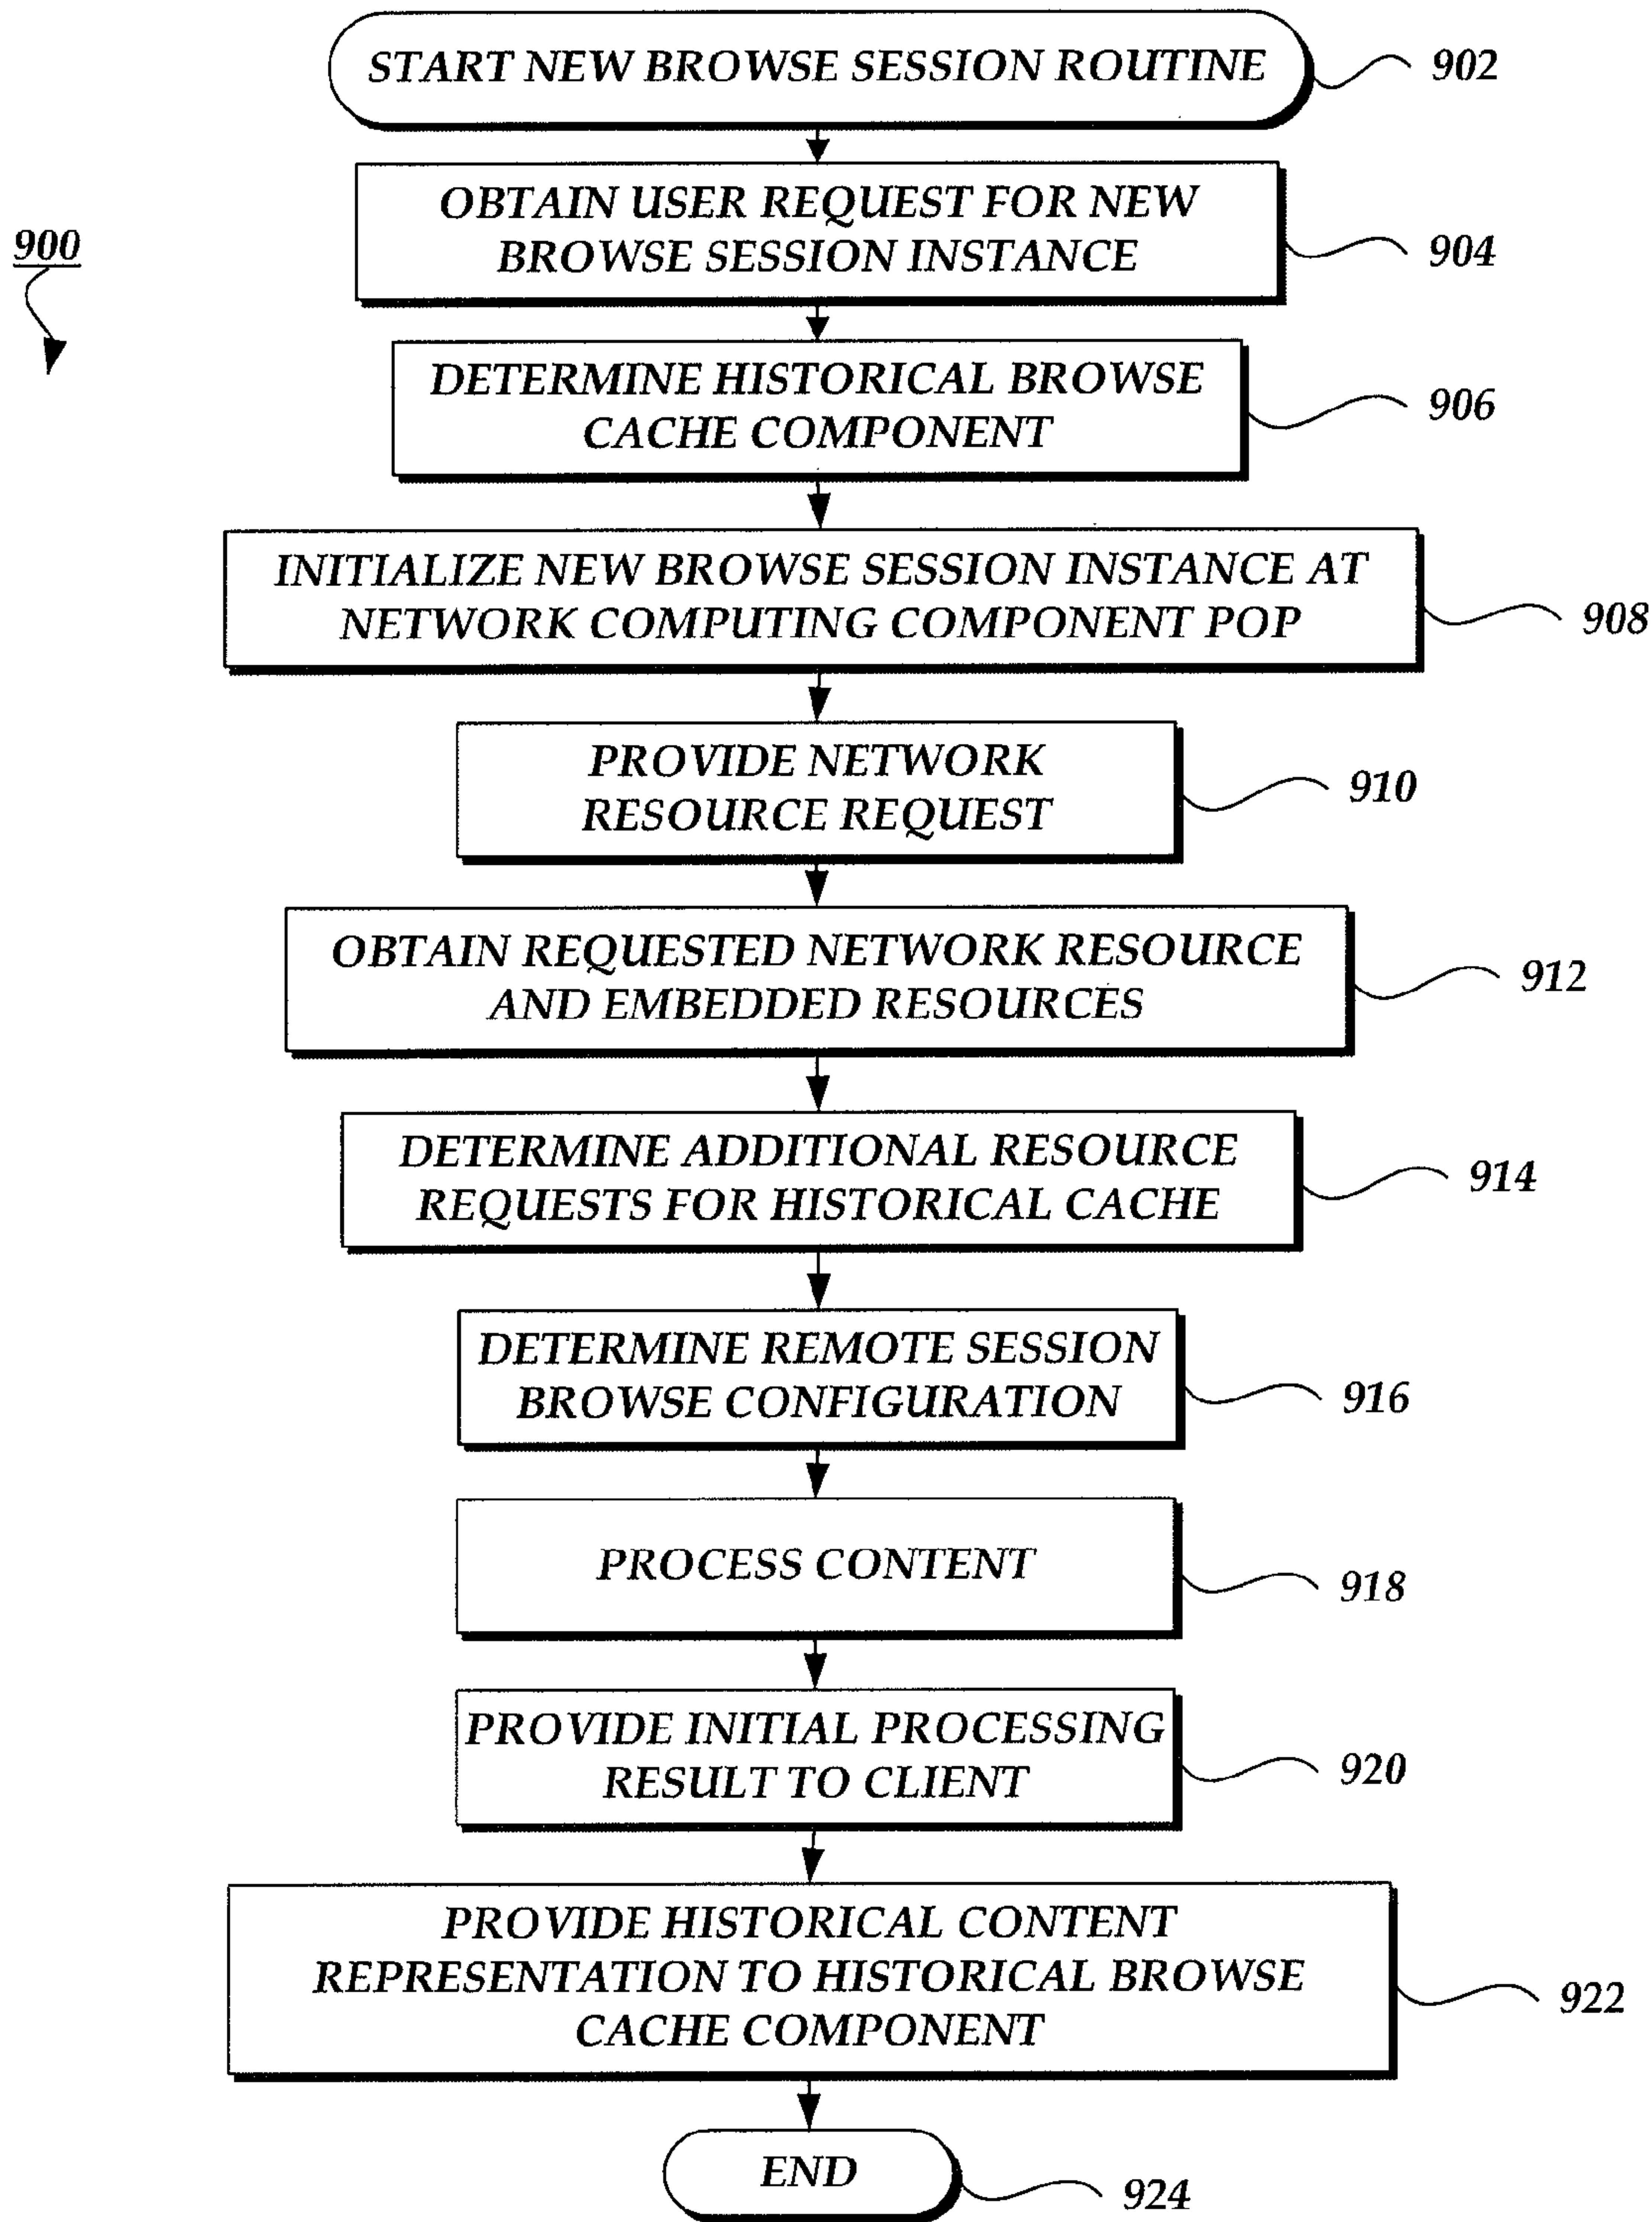 START NEW BROWSE SESSION ROUTINE
902
OBTAIN USER REQUEST FOR NEW
BROWSE SESSION INSTANCE
904
900
DETERMINE HISTORICAL BROWSE
CACHE COMPONENT
906
INITIALIZE NEW BROWSE SESSION INSTANCE AT
NETWORK COMPUTING COMPONENT POP
908
PROVIDE NETWORK
RESOURCE REQUEST
910
OBTAIN REQUESTED NETWORK RESOURCE
AND EMBEDDED RESOURCES
912
DETERMINE ADDITIONAL RESOURCE
REQUESTS FOR HISTORICAL CACHE
914
DETERMINE REMOTE SESSION
BROWSE CONFIGURATION
916
PROCESS CONTENT
918
PROVIDE INITIAL PROCESSING
RESULT TO CLIENT
920
PROVIDE HISTORICAL CONTENT
REPRESENTATION TO HISTORICAL BROWSE
CACHE COMPONENT
922
END
924